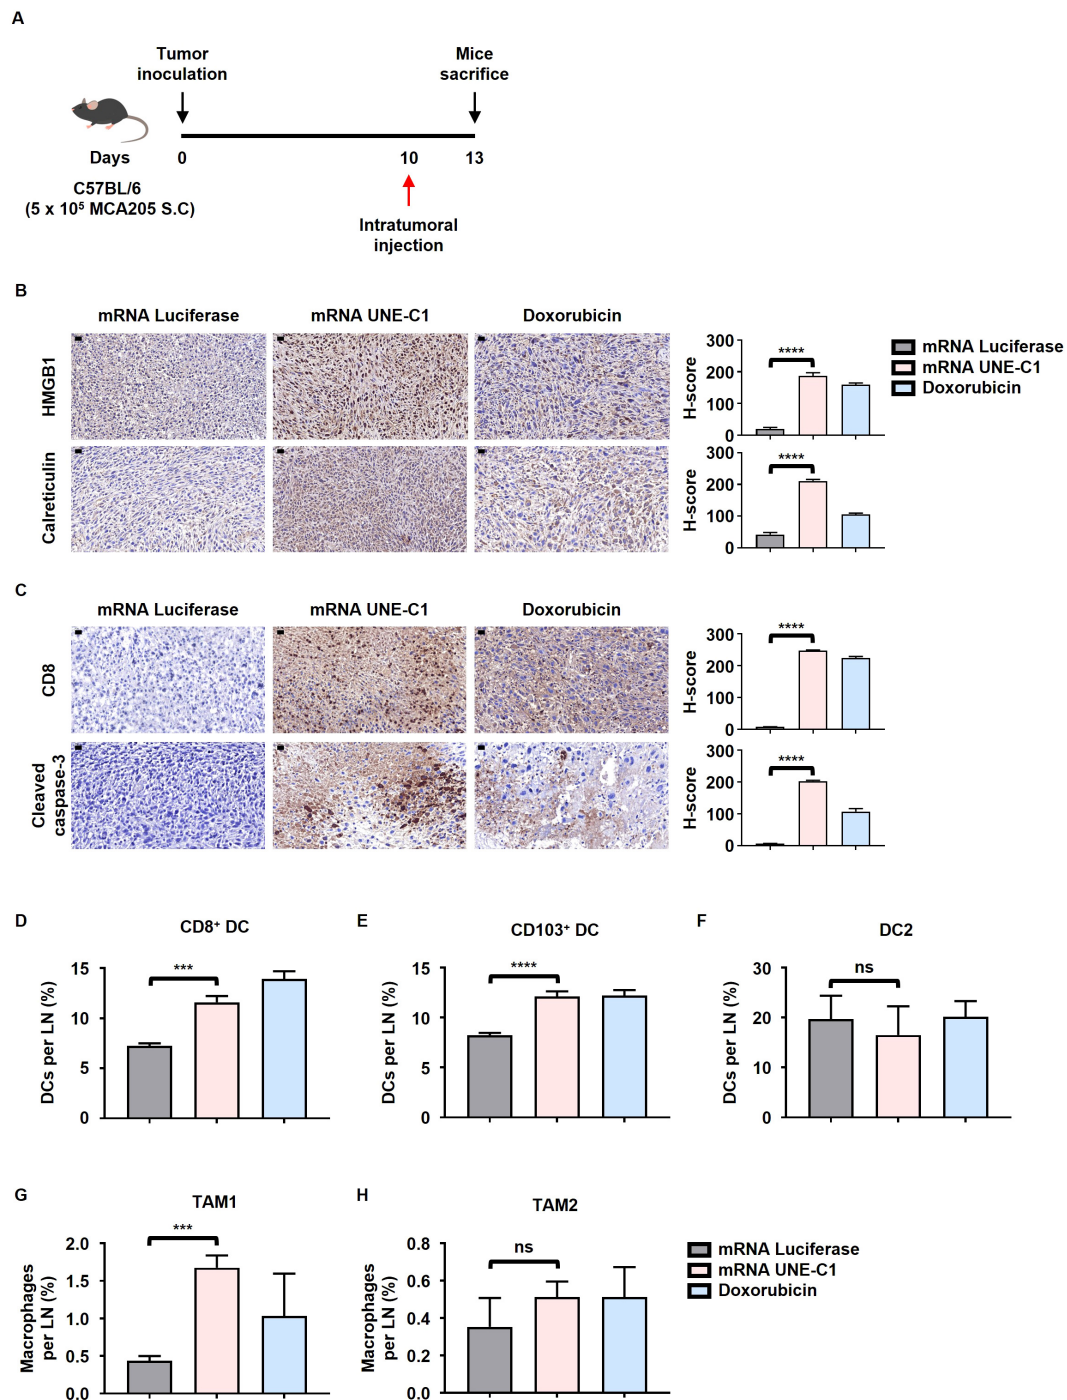 A
Tumor
inoculation
Mice
sacrifice
Days
0
10
13
C57BL/6
(5 x 10⁵ MCA205 S.C)
Intratumoral
injection
B
mRNA Luciferase
mRNA UNE-C1
Doxorubicin
HMGB1
Calreticulin
300
200
100
0
H-score
****
300
200
100
0
H-score
****
mRNA Luciferase
mRNA UNE-C1
Doxorubicin
C
mRNA Luciferase
mRNA UNE-C1
Doxorubicin
CD8
Cleaved
caspase-3
300
200
100
0
H-score
****
300
200
100
0
H-score
****
D
CD8⁺ DC
DCs per LN (%)
15
10
5
0
***
E
CD103⁺ DC
DCs per LN (%)
15
10
5
0
****
F
DC2
DCs per LN (%)
30
20
10
0
ns
G
TAM1
Macrophages
per LN (%)
2.0
1.5
1.0
0.5
0.0
***
H
TAM2
Macrophages
per LN (%)
0.8
0.6
0.4
0.2
0.0
ns
mRNA Luciferase
mRNA UNE-C1
Doxorubicin